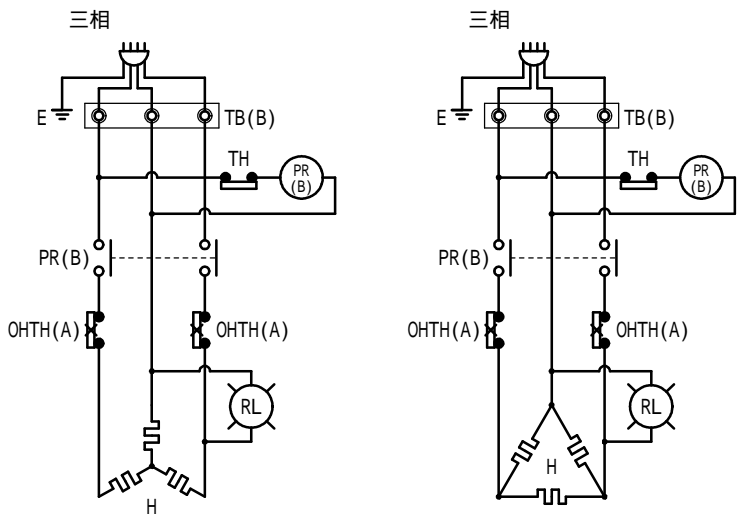 三相
E
TB(B)
TH
PR
(B)
PR(B)
OHTH(A)
OHTH(A)
RL
H
三相
E
TB(B)
TH
PR
(B)
PR(B)
OHTH(A)
OHTH(A)
RL
H